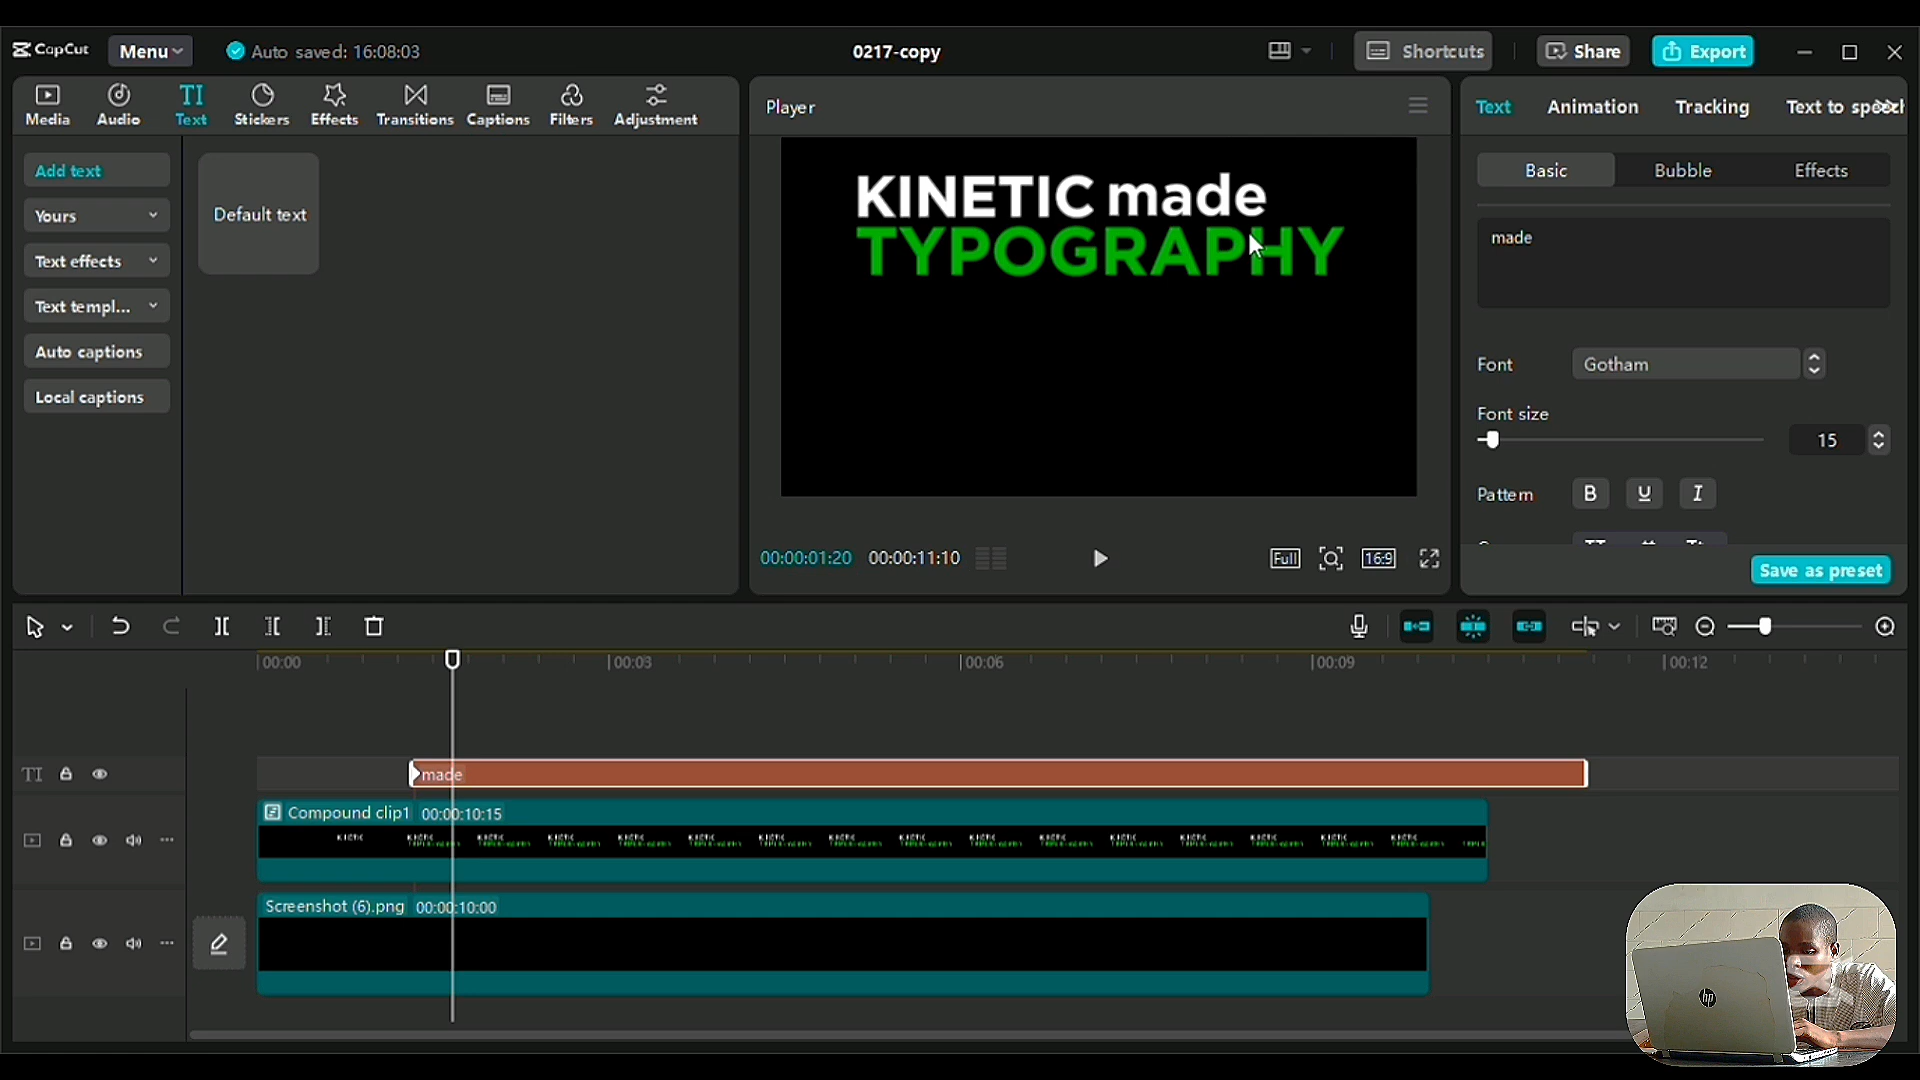 CapCut
Menu
Auto saved: 16:08:03
0217-copy
Shortcuts
Share
Export
Media
Audio
TI
Text
Stickers
Effects
Transitions
Captions
Filters
Adjustment
Player
Text
Animation
Tracking
Text to speech
Add text
Yours
Text effects
Text templ...
Auto captions
Local captions
Default text
KINETIC made
TYPOGRAPHY
Basic
Bubble
Effects
made
Font
Gotham
Font size
15
Pattern
B
U
I
00:00:01:20
00:00:11:10
Full
16:9
Save as preset
00:00
00:03
00:06
00:09
00:12
TI
made
Compound clip1
00:00:10:15
Screenshot (6).png
00:00:10:00
hp